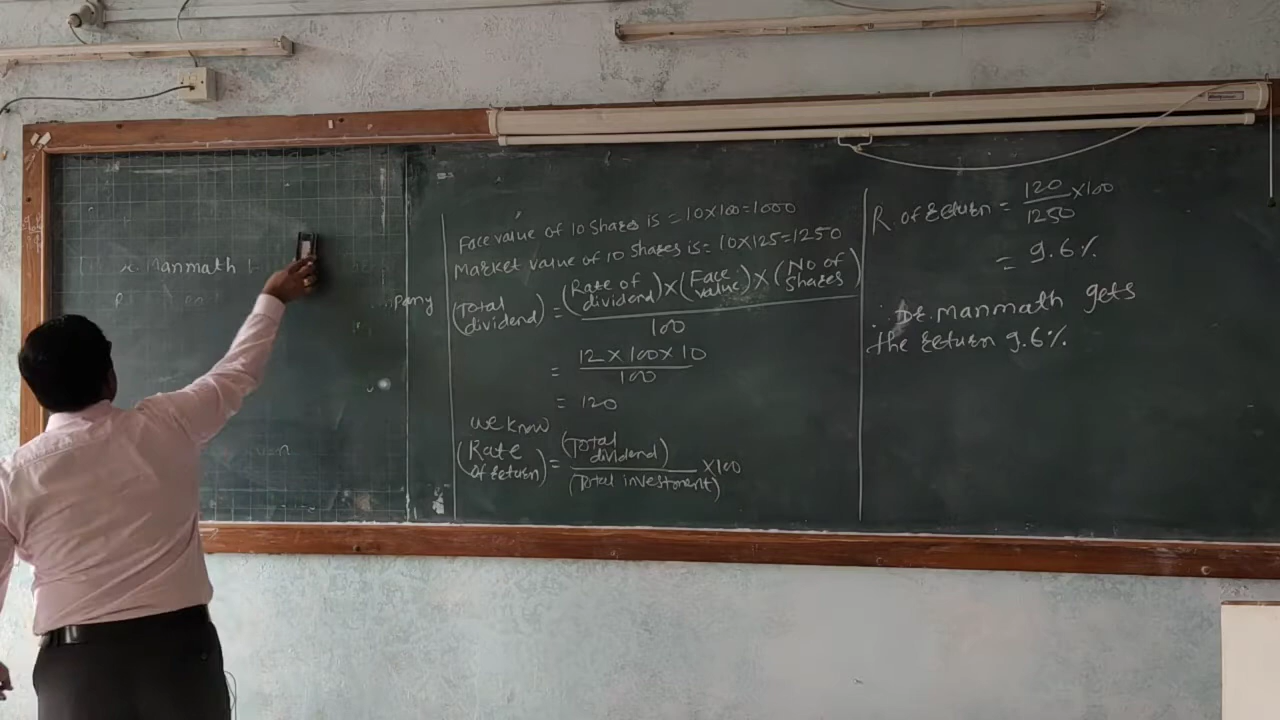 Manmath
pany
Face value of 10 shares is = 10×100=1000
Market value of 10 shares is= 10×125=1250
(Total dividend) = (Rate of dividend)×(Face value)×(No of shares) / 100
= 12×100×10 / 100
= 120
We know
(Rate of return) = (Total dividend) / (Total investment) ×100
R. of return = 120/1250 ×100
= 9.6%
∴ Dr. manmath gets
the return 9.6%